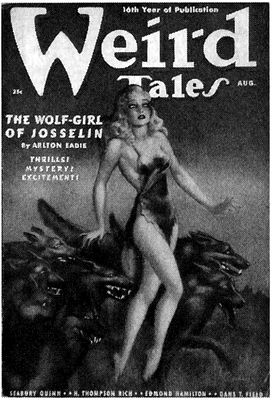 16th Year of Publication
Weird
Tales
25c
AUG.
THE WOLF-GIRL
OF JOSSELIN
By ARLTON EADIE
THRILLS!
MYSTERY!
EXCITEMENT!
SEABURY QUINN • • H. THOMPSON RICH • • EDMOND HAMILTON • • GANS T. FIELD